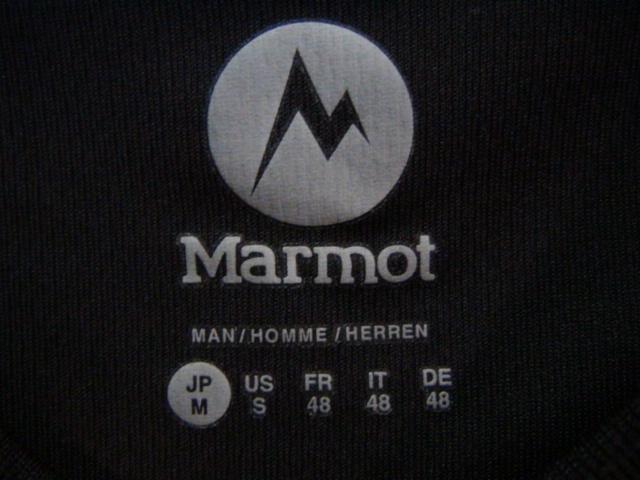 Marmot
MAN/HOMME/HERREN
JP US FR IT DE
M S 48 48 48